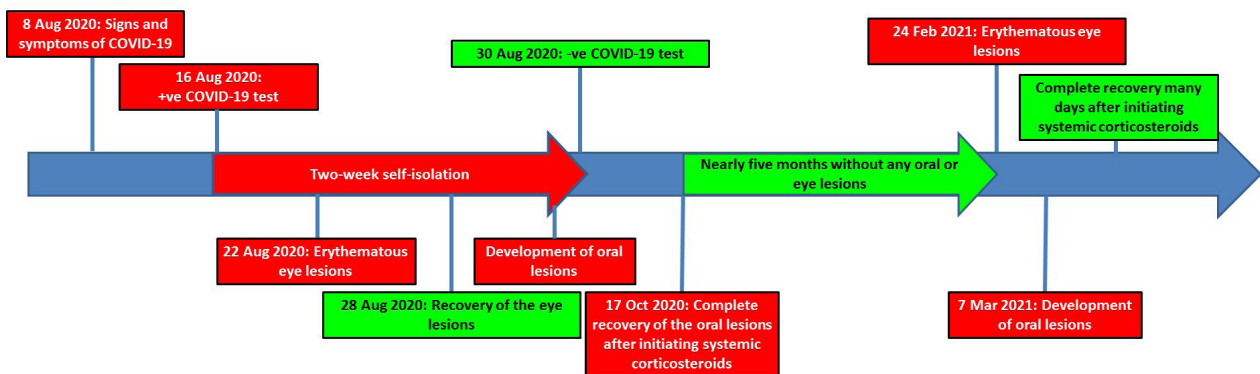 8 Aug 2020: Signs and
symptoms of COVID-19
16 Aug 2020:
+ve COVID-19 test
30 Aug 2020: -ve COVID-19 test
24 Feb 2021: Erythematous eye
lesions
Complete recovery many
days after initiating
systemic corticosteroids
Two-week self-isolation
Nearly five months without any oral or
eye lesions
22 Aug 2020: Erythematous
eye lesions
28 Aug 2020: Recovery of the eye
lesions
Development of oral
lesions
17 Oct 2020: Complete
recovery of the oral lesions
after initiating systemic
corticosteroids
7 Mar 2021: Development
of oral lesions